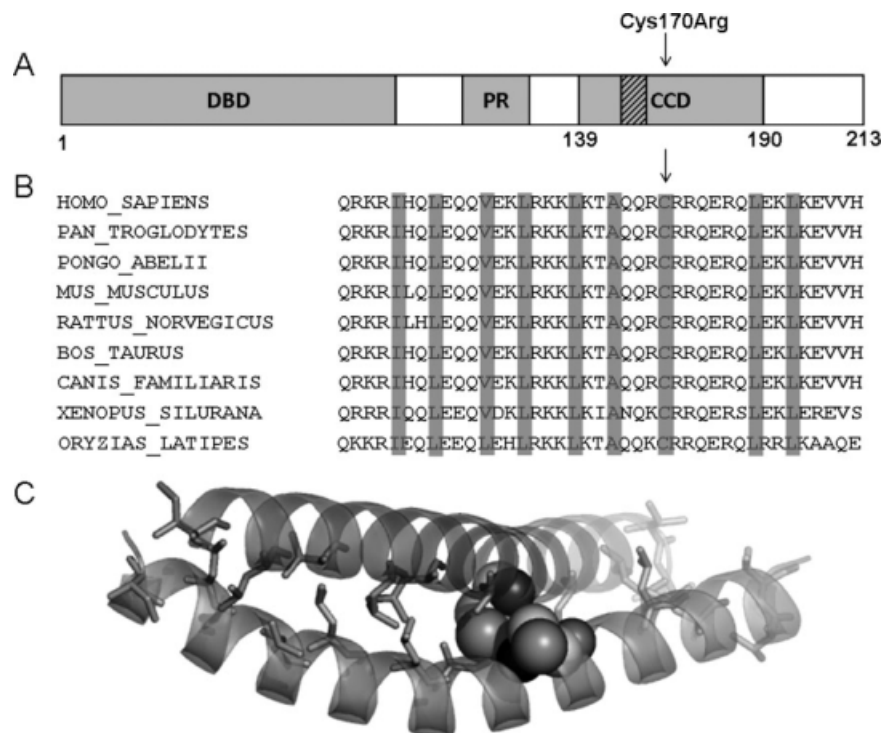 Cys170Arg
A
DBD PR CCD
1 139 190 213
B
HOMO_SAPIENS QRKRIHQLEQQVEKLRKKLKTAQQRCRRQERQLEKLKEVVH
PAN_TROGLODYTES QRKRIHQLEQQVEKLRKKLKTAQQRCRRQERQLEKLKEVVH
PONGO_ABELII QRKRIHQLEQQVEKLRKKLKTAQQRCRRQERQLEKLKEVVH
MUS_MUSCULUS QRKRILQLEQQVEKLRKKLKTAQQRCRRQERQLEKLKEVVH
RATTUS_NORVEGICUS QRKRILHLEQQVEKLRKKLKTAQQRCRRQERQLEKLKEVVH
BOS_TAURUS QRKRIHQLEQQVEKLRKKLKTAQQRCRRQERQLEKLKEVVH
CANIS_FAMILIARIS QRKRIHQLEQQVEKLRKKLKTAQQRCRRQERQLEKLKEVVH
XENOPUS_SILURANA QRRRIQQLEEQVDKLRKKLKIANQKCRRQERSLEKLEREVS
ORYZIAS_LATIPES QKKRIEQLEEQLEHLRKKLKTAQQKCRRQERQLRRLKAAQE
C